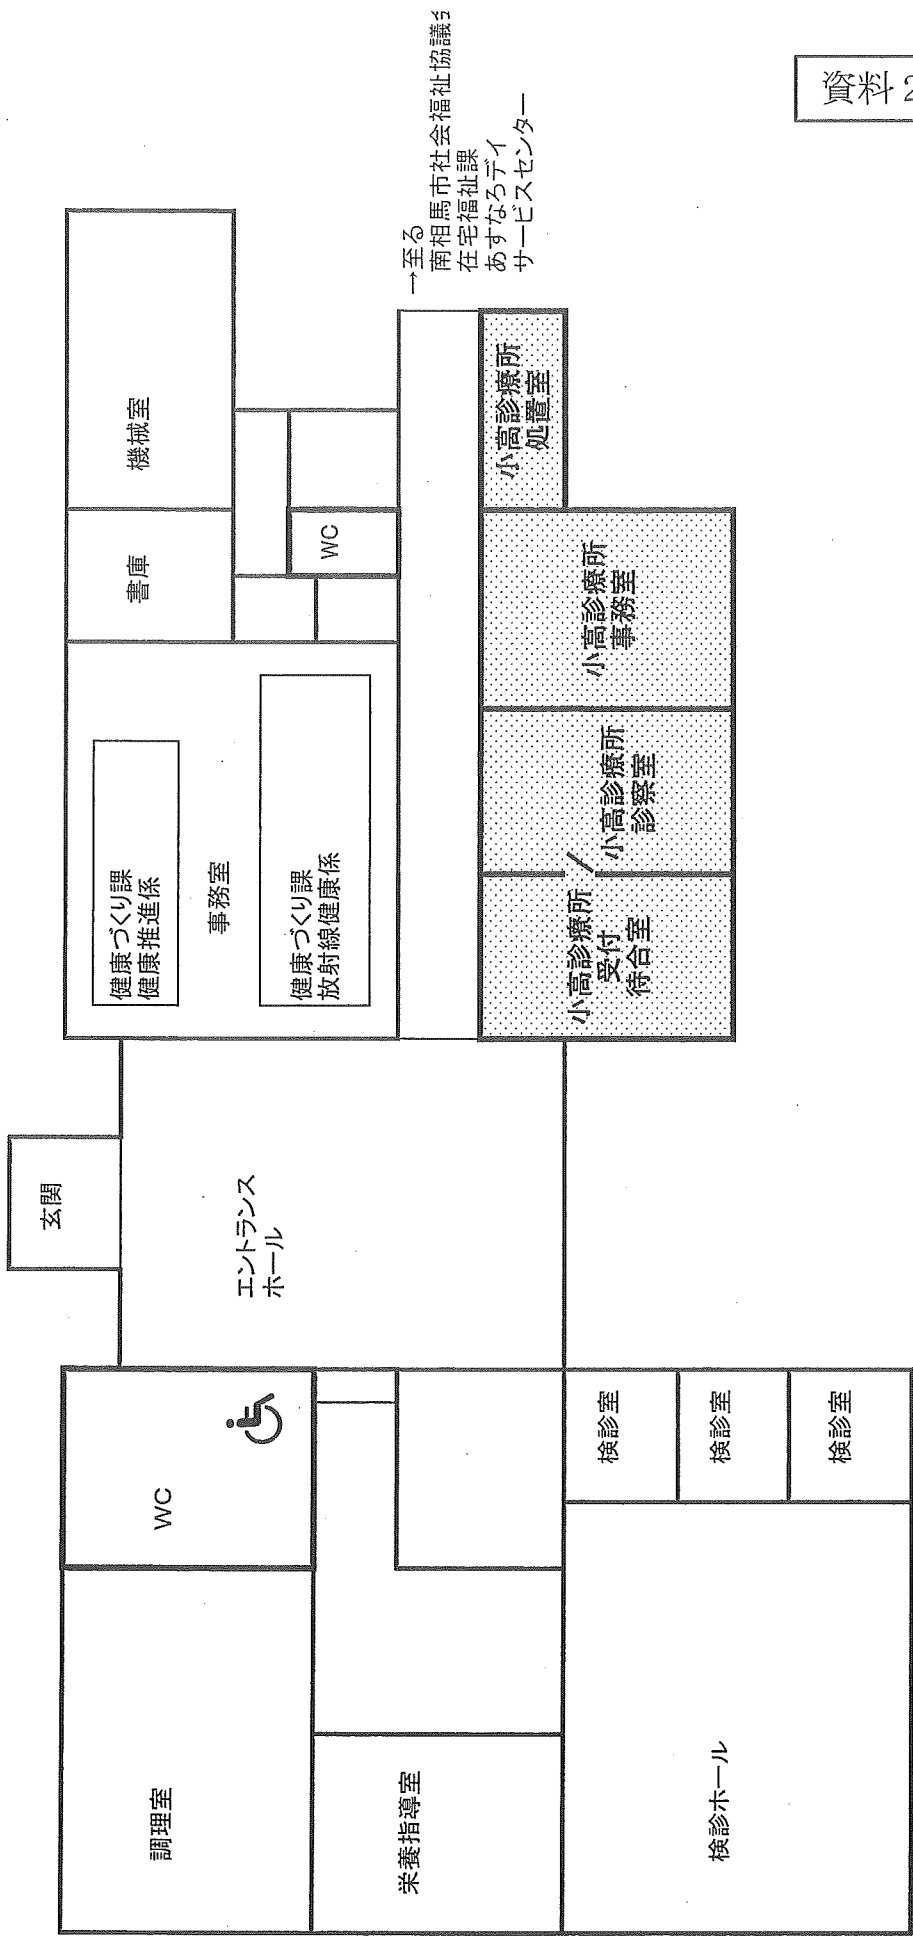 資料2
玄関
エントランス
ホール
調理室
WC
栄養指導室
検診ホール
検診室
検診室
検診室
健康づくり課
健康推進係
事務室
健康づくり課
放射線健康係
書庫
機械室
WC
→至る
南相馬市社会福祉協議
在宅福祉課
あすなろデイ
サービスセンター
小高診療所
受付
待合室
小高診療所
診察室
小高診療所
事務室
小高診療所
処置室